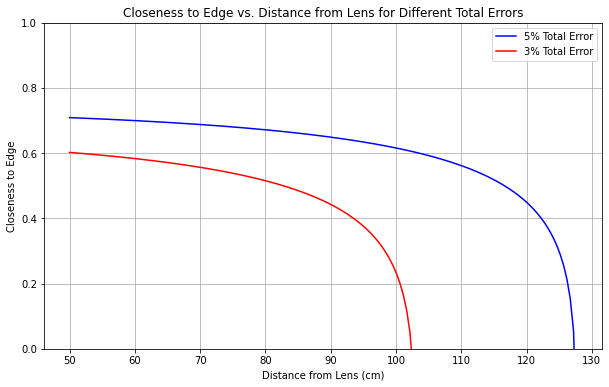 Closeness to Edge vs. Distance from Lens for Different Total Errors
1.0
0.8
0.6
0.4
0.2
0.0
Closeness to Edge
5% Total Error
3% Total Error
50 60 70 80 90 100 110 120 130
Distance from Lens (cm)